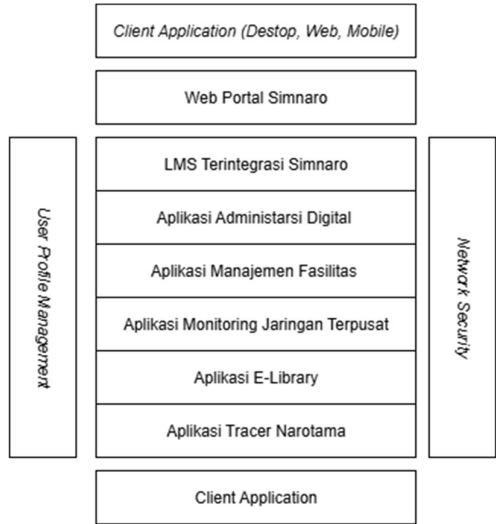 Client Application (Destop, Web, Mobile)
Web Portal Simnaro
User Profile Management
LMS Terintegrasi Simnaro
Aplikasi Administarsi Digital
Aplikasi Manajemen Fasilitas
Aplikasi Monitoring Jaringan Terpusat
Aplikasi E-Library
Aplikasi Tracer Narotama
Network Security
Client Application